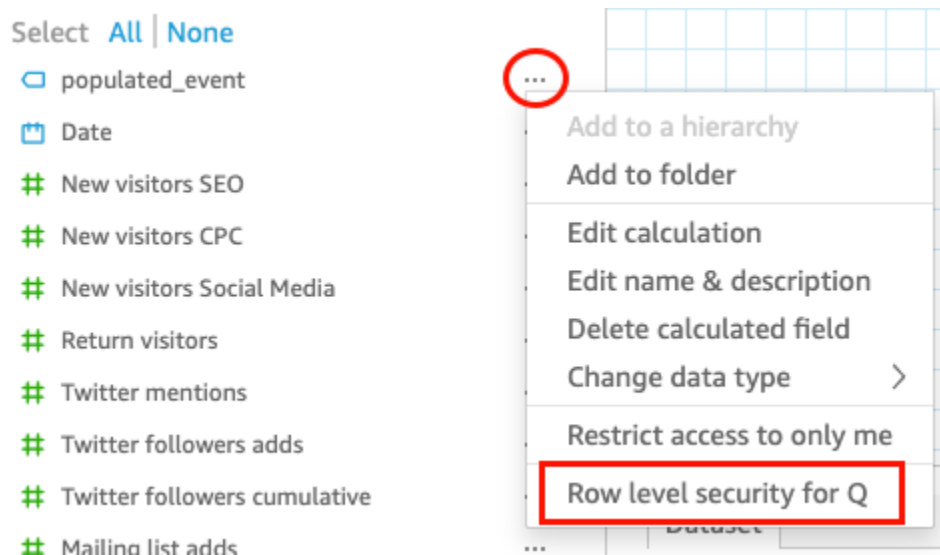 Select All | None
populated_event
...
Date
New visitors SEO
New visitors CPC
New visitors Social Media
Return visitors
Twitter mentions
Twitter followers adds
Twitter followers cumulative
Mailing list adds
...
Add to a hierarchy
Add to folder
Edit calculation
Edit name & description
Delete calculated field
Change data type
Restrict access to only me
Row level security for Q
Dataset